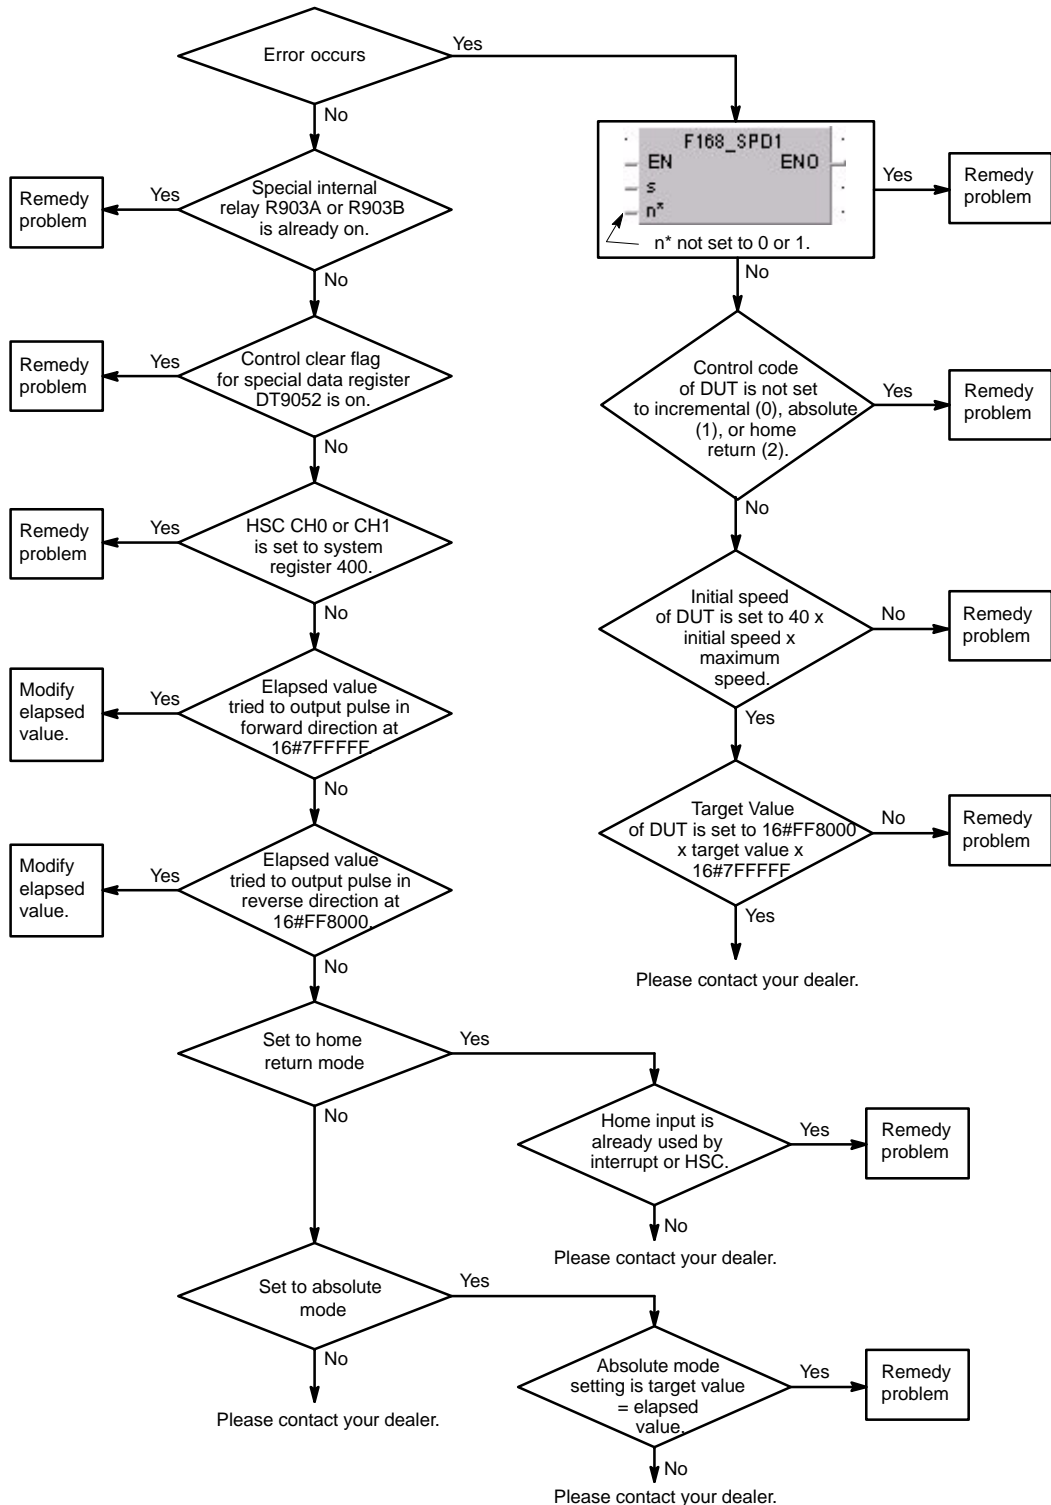 Error occurs
Yes
No
F168_SPD1
EN
ENO
s
n*
n* not set to 0 or 1.
Yes
Remedy
problem
No
Special internal
relay R903A or R903B
is already on.
Yes
Remedy
problem
No
Control clear flag
for special data register
DT9052 is on.
Yes
Remedy
problem
No
Control code
of DUT is not set
to incremental (0), absolute
(1), or home
return (2).
Yes
Remedy
problem
No
HSC CH0 or CH1
is set to system
register 400.
Yes
Remedy
problem
No
Initial speed
of DUT is set to 40 x
initial speed x
maximum
speed.
No
Remedy
problem
Yes
Elapsed value
tried to output pulse in
forward direction at
16#7FFFFF.
Yes
Modify
elapsed
value.
No
Target Value
of DUT is set to 16#FF8000
x target value x
16#7FFFFF
No
Remedy
problem
Yes
Please contact your dealer.
Elapsed value
tried to output pulse in
reverse direction at
16#FF8000.
Yes
Modify
elapsed
value.
No
Set to home
return mode
Yes
No
Home input is
already used by
interrupt or HSC.
Yes
Remedy
problem
No
Please contact your dealer.
Set to absolute
mode
Yes
No
Please contact your dealer.
Absolute mode
setting is target value
= elapsed
value.
Yes
Remedy
problem
No
Please contact your dealer.